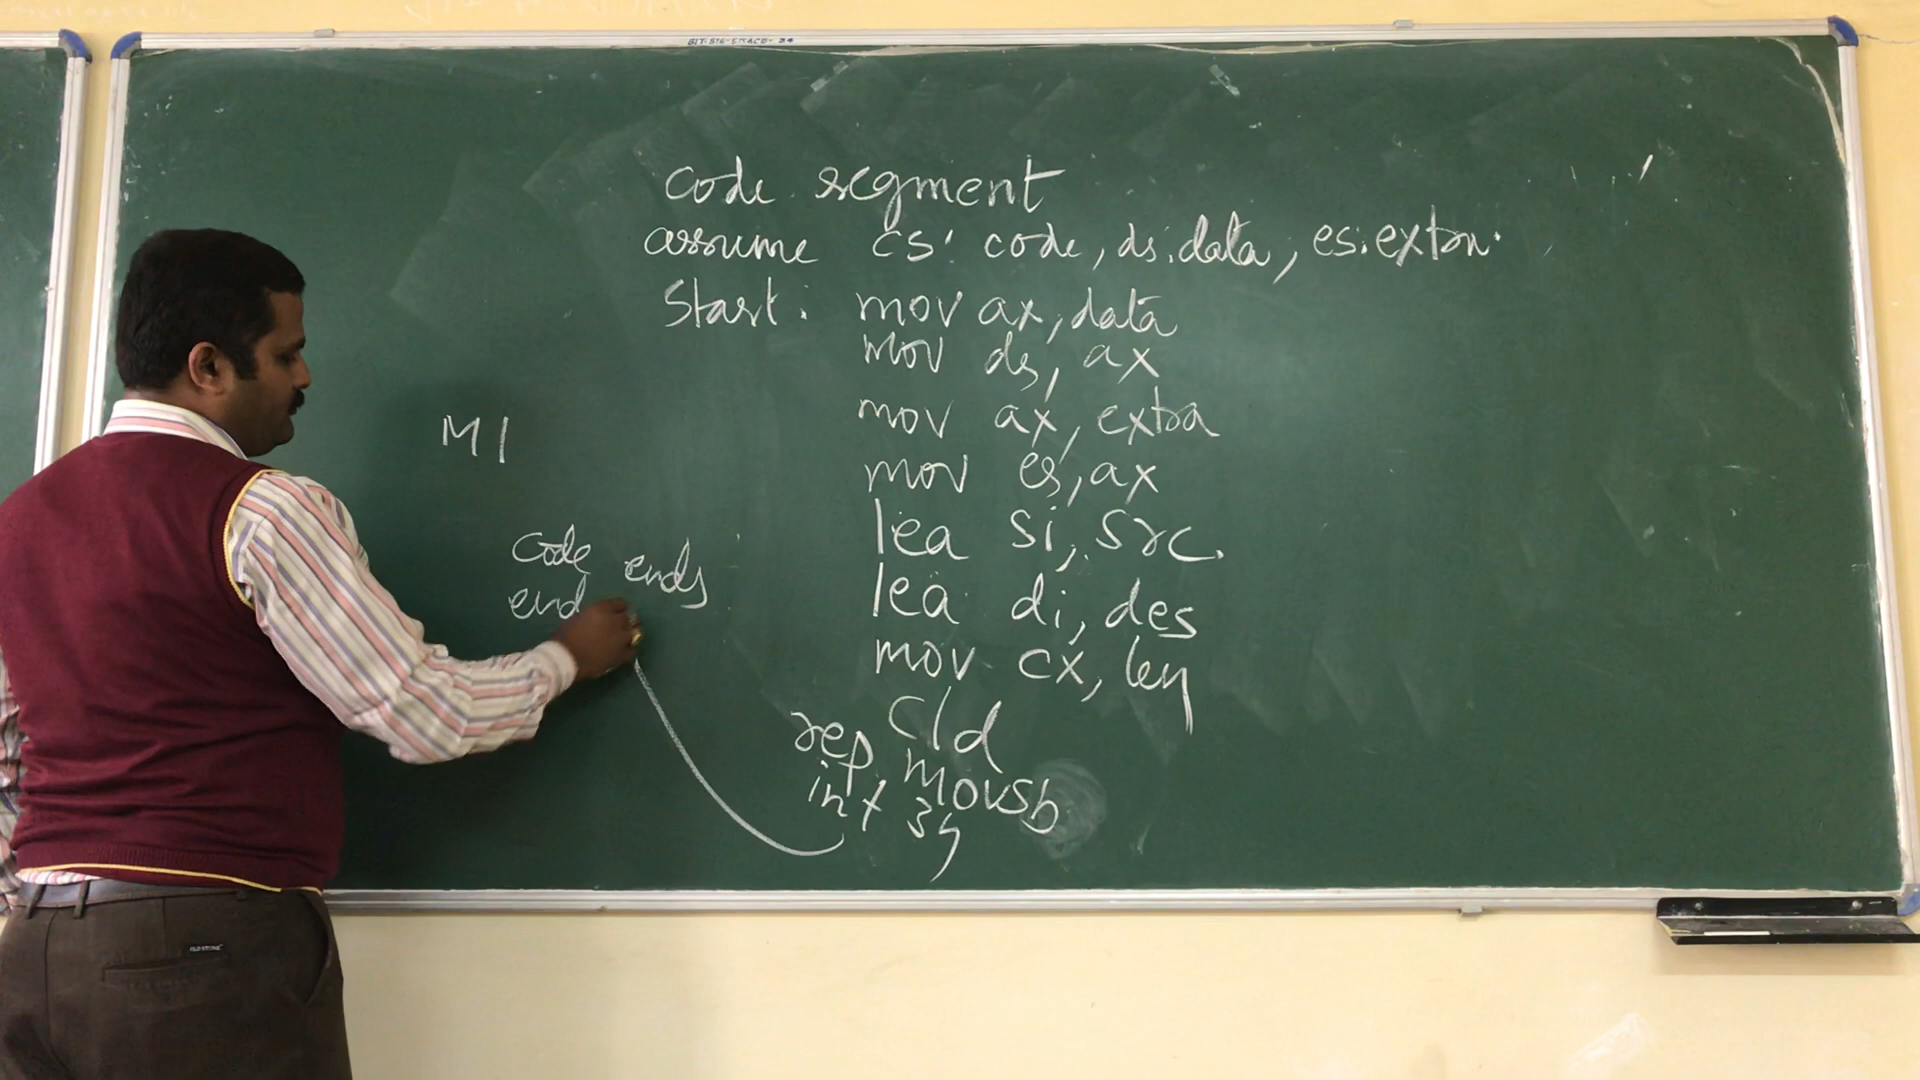 code segment
assume cs: code, ds:data, es:extra.
Start: mov ax, data
mov ds, ax
mov ax, extra
mov es, ax
lea si, src.
lea di, des
mov cx, len
cld
rep movsb
int 3h
M1
code ends
end